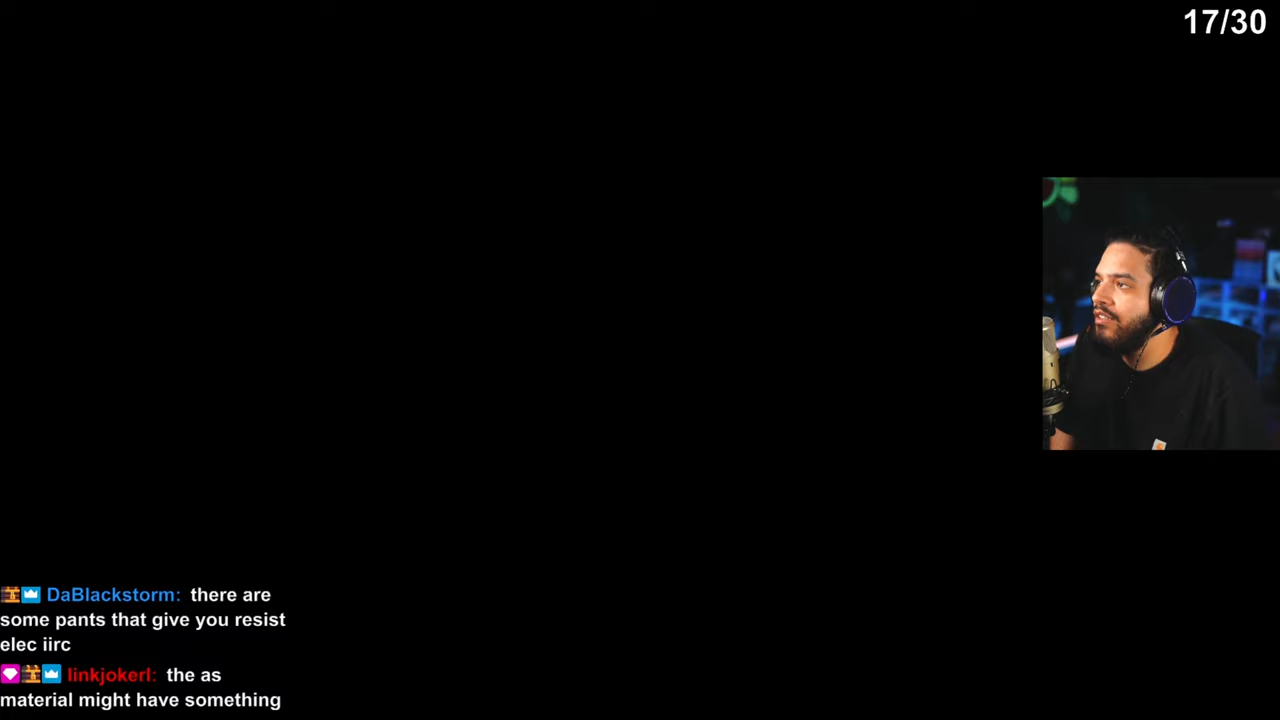 17/30
DaBlackstorm: there are
some pants that give you resist
elec iirc
linkjokerl: the as
material might have something